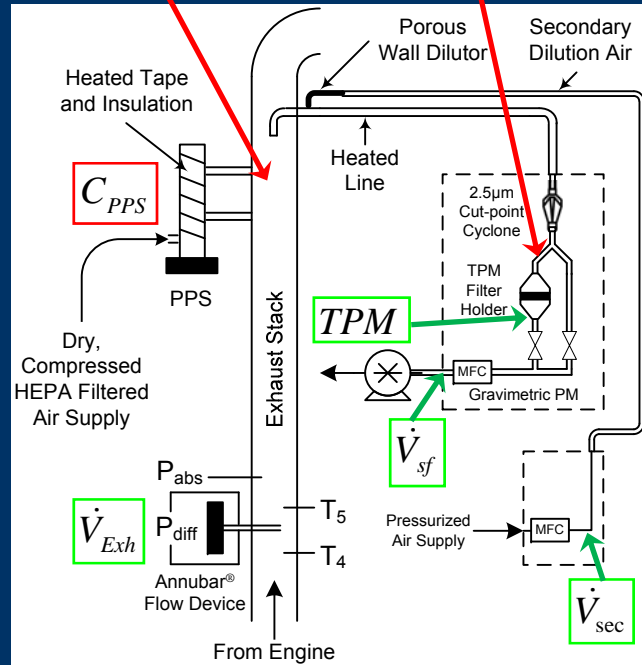 Porous
Wall Dilutor
Secondary
Dilution Air
Heated Tape
and Insulation
Heated
Line
C_PPS
2.5µm
Cut-point
Cyclone
TPM
Filter
Holder
PPS
TPM
Exhaust Stack
Dry,
Compressed
HEPA Filtered
Air Supply
MFC
Gravimetric PM
V̇_sf
P_abs
V̇_Exh
P_diff
T_5
T_4
Pressurized
Air Supply
MFC
Annubar®
Flow Device
V̇_sec
From Engine